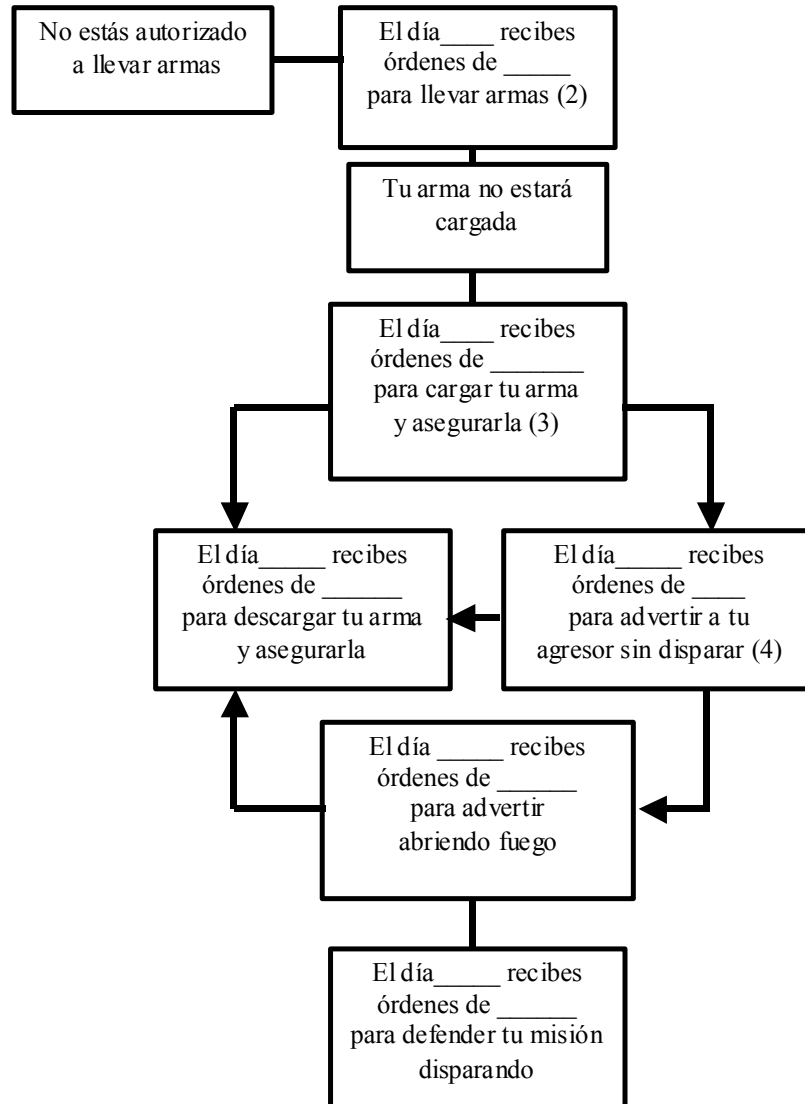 No estás autorizado
a llevar armas
El día____ recibes
órdenes de _____
para llevar armas (2)
Tu arma no estará
cargada
El día____ recibes
órdenes de _______
para cargar tu arma
y asegurarla (3)
El día_____ recibes
órdenes de ______
para descargar tu arma
y asegurarla
El día_____ recibes
órdenes de ____
para advertir a tu
agresor sin disparar (4)
El día _____ recibes
órdenes de ______
para advertir
abriendo fuego
El día_____ recibes
órdenes de ______
para defender tu misión
disparando